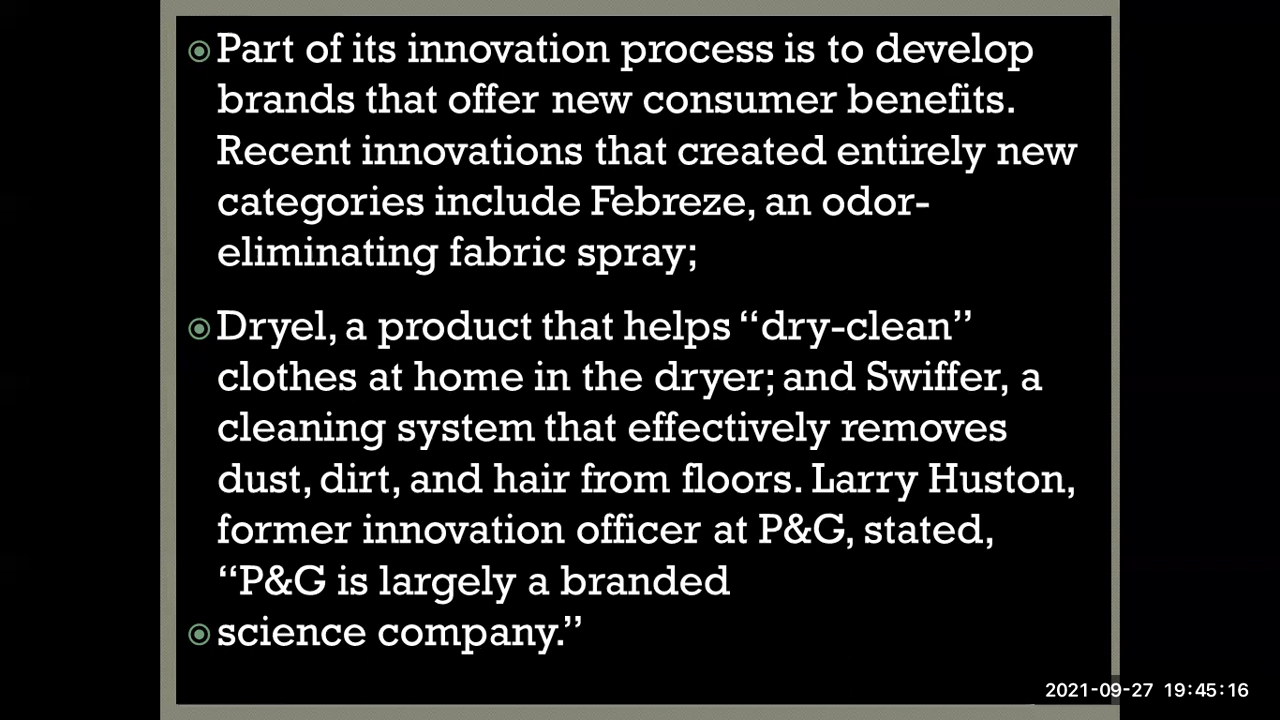 Part of its innovation process is to develop
brands that offer new consumer benefits.
Recent innovations that created entirely new
categories include Febreze, an odor-
eliminating fabric spray;
Dryel, a product that helps “dry-clean”
clothes at home in the dryer; and Swiffer, a
cleaning system that effectively removes
dust, dirt, and hair from floors. Larry Huston,
former innovation officer at P&G, stated,
“P&G is largely a branded
science company.”
2021-09-27 19:45:16